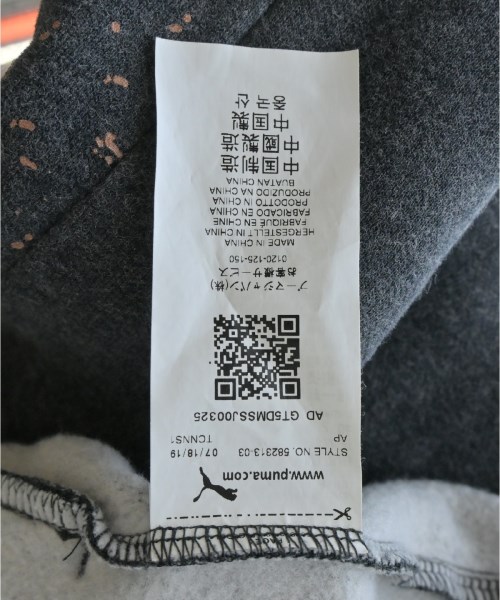 www.puma.com
STYLE NO. 582313-03 07/18/19
AP TCNNS1
AD GT5DMSSJ000325
プーマジャパン(株)
お客様サービス
0120-125-150
MADE IN CHINA
HERGESTELLT IN CHINA
FABRIQUÉ EN CHINE
FABRICADO EN CHINA
PRODOTTO IN CHINA
PRODUZIDO NA CHINA
BUATAN CHINA
中国制造
中國製造
中国製
중국산